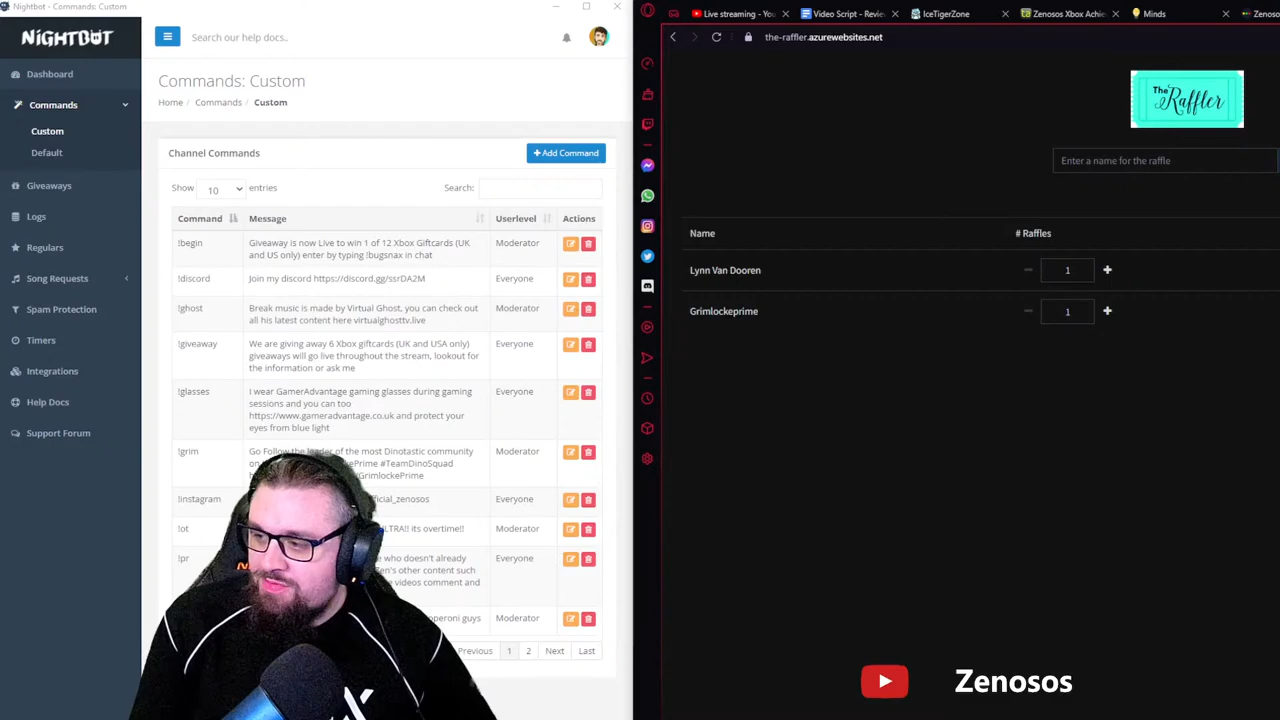 Nightbot - Commands: Custom
NIGHTBOT
Search our help docs..
Dashboard
Commands
Custom
Default
Giveaways
Logs
Regulars
Song Requests
Spam Protection
Timers
Integrations
Help Docs
Support Forum
Commands: Custom
Home / Commands / Custom
Channel Commands
Add Command
Show 10 entries
Search:
Command Message Userlevel Actions
!begin Giveaway is now Live to win 1 of 12 Xbox Giftcards (UK Moderator
and US only) enter by typing !bugsnax in chat
!discord Join my discord https://discord.gg/ssrDA2M Everyone
!ghost Break music is made by Virtual Ghost, you can check out Moderator
all his latest content here virtualghosttv.live
!giveaway We are giving away 6 Xbox giftcards (UK and USA only) Everyone
giveaways will go live throughout the stream, lookout for
the information or ask me
!glasses I wear GamerAdvantage gaming glasses during gaming Everyone
sessions and you can too
https://www.gameradvantage.co.uk and protect your
eyes from blue light
!grim Go Follow the leader of the most Dinotastic community Moderator
on ockePrime #TeamDinoSquad
GrimlockePrime
!instagram ficial_zenosos Everyone
!ot LTRA!! its overtime!! Moderator
!pr who doesn't already Everyone
Zen's other content such
videos comment and
peroni guys Moderator
Previous 1 2 Next Last
Live streaming - You
Video Script - Revie
IceTigerZone
Zenosos Xbox Achie
Minds
Zenos
the-raffler.azurewebsites.net
The Raffler
Enter a name for the raffle
Name # Raffles
Lynn Van Dooren 1
Grimlockeprime 1
Zenosos